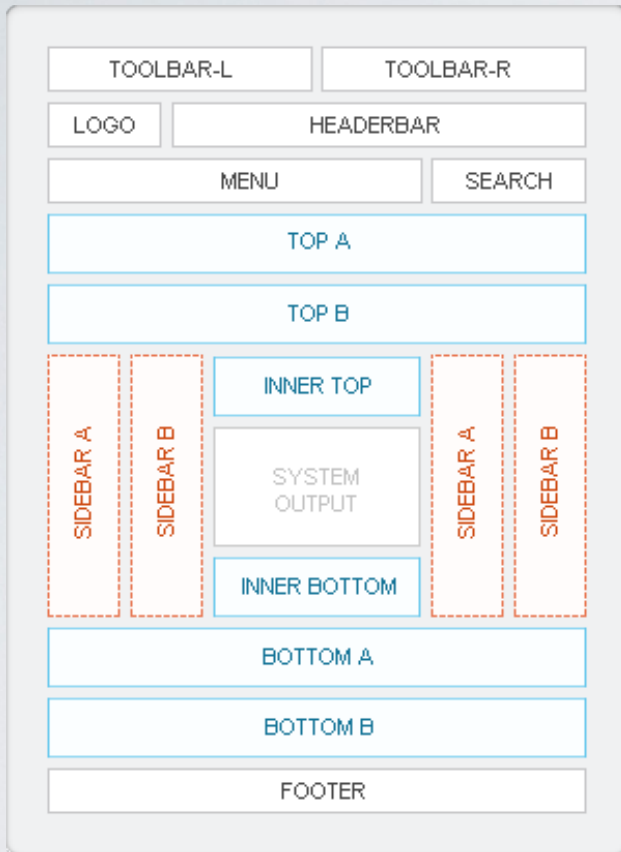 TOOLBAR-L
TOOLBAR-R
LOGO
HEADERBAR
MENU
SEARCH
TOP A
TOP B
SIDEBAR A
SIDEBAR B
INNER TOP
SYSTEM
OUTPUT
INNER BOTTOM
SIDEBAR A
SIDEBAR B
BOTTOM A
BOTTOM B
FOOTER